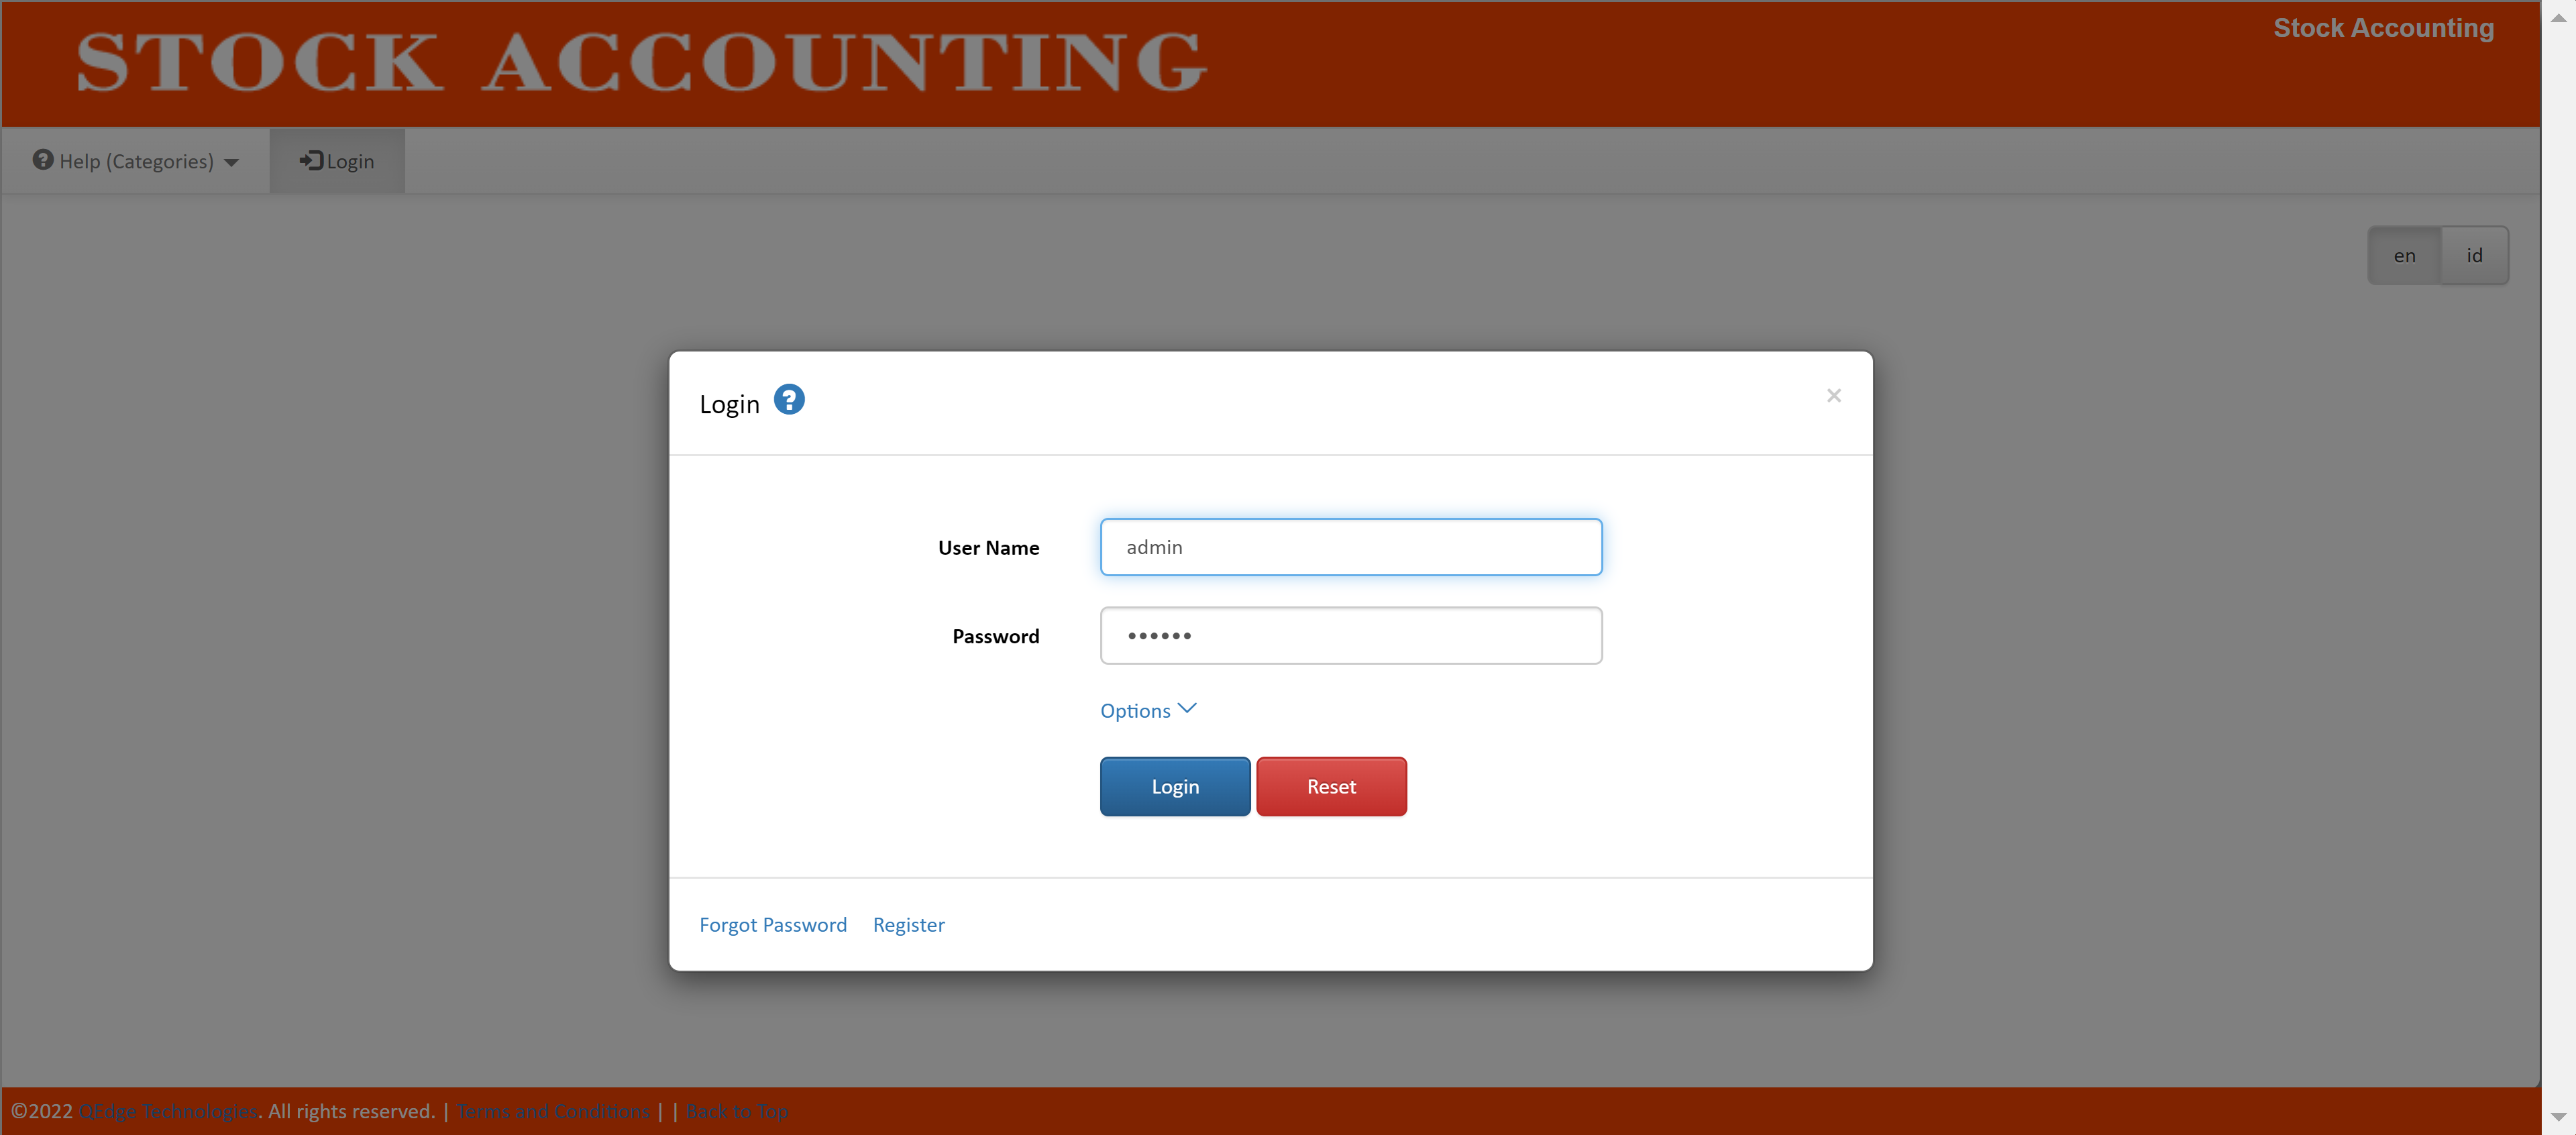 STOCK ACCOUNTING
Stock Accounting
Help (Categories)
Login
en
id
Login
×
User Name
admin
Password
••••••
Options
Login
Reset
Forgot Password
Register
©2022 QEdge Technologies. All rights reserved. | Terms and Conditions | | Back to Top